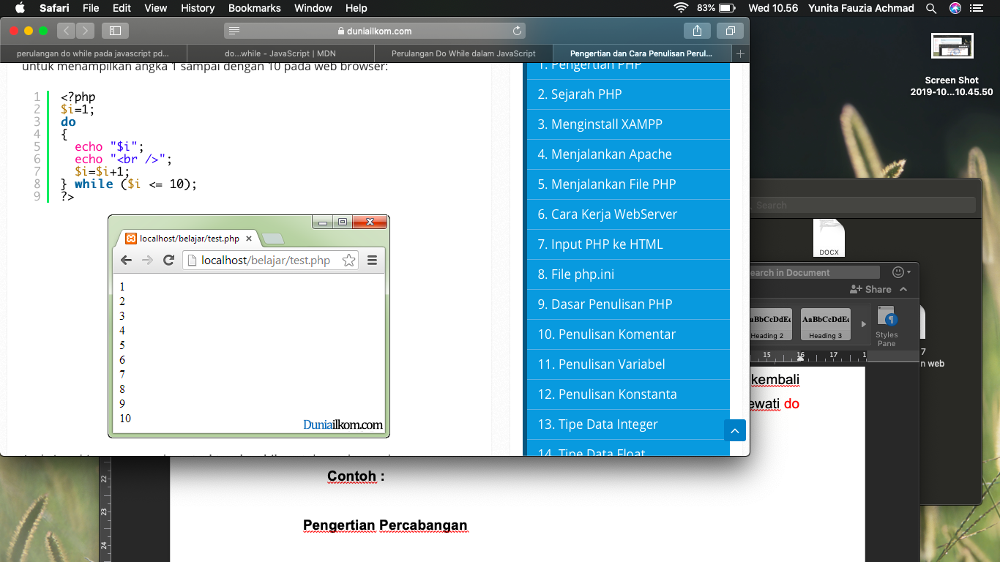 Safari File Edit View History Bookmarks Window Help 83% Wed 10.56 Yunita Fauzia Achmad
duniailkom.com
perulangan do while pada javascript pd...
do...while - JavaScript | MDN
Perulangan Do While dalam JavaScript
Pengertian dan Cara Penulisan Perul...
untuk menampilkan angka 1 sampai dengan 10 pada web browser:
1 <?php
2 $i=1;
3 do
4 {
5 echo "$i";
6 echo "<br />";
7 $i=$i+1;
8 } while ($i <= 10);
9 ?>
localhost/belajar/test.php
localhost/belajar/test.php
1
2
3
4
5
6
7
8
9
10
Duniailkom.com
1. Pengertian PHP
2. Sejarah PHP
3. Menginstall XAMPP
4. Menjalankan Apache
5. Menjalankan File PHP
6. Cara Kerja WebServer
7. Input PHP ke HTML
8. File php.ini
9. Dasar Penulisan PHP
10. Penulisan Komentar
11. Penulisan Variabel
12. Penulisan Konstanta
13. Tipe Data Integer
14. Tipe Data Float
Screen Shot
2019-10...10.45.50
Search
DOCX
earch in Document
Share
AaBbCcDdEe
Heading 2
AaBbCcDdEe
Heading 3
Styles
Pane
15 16 17 1
7
n web
kembali
ewati do
22
23
24
Contoh :
Pengertian Percabangan